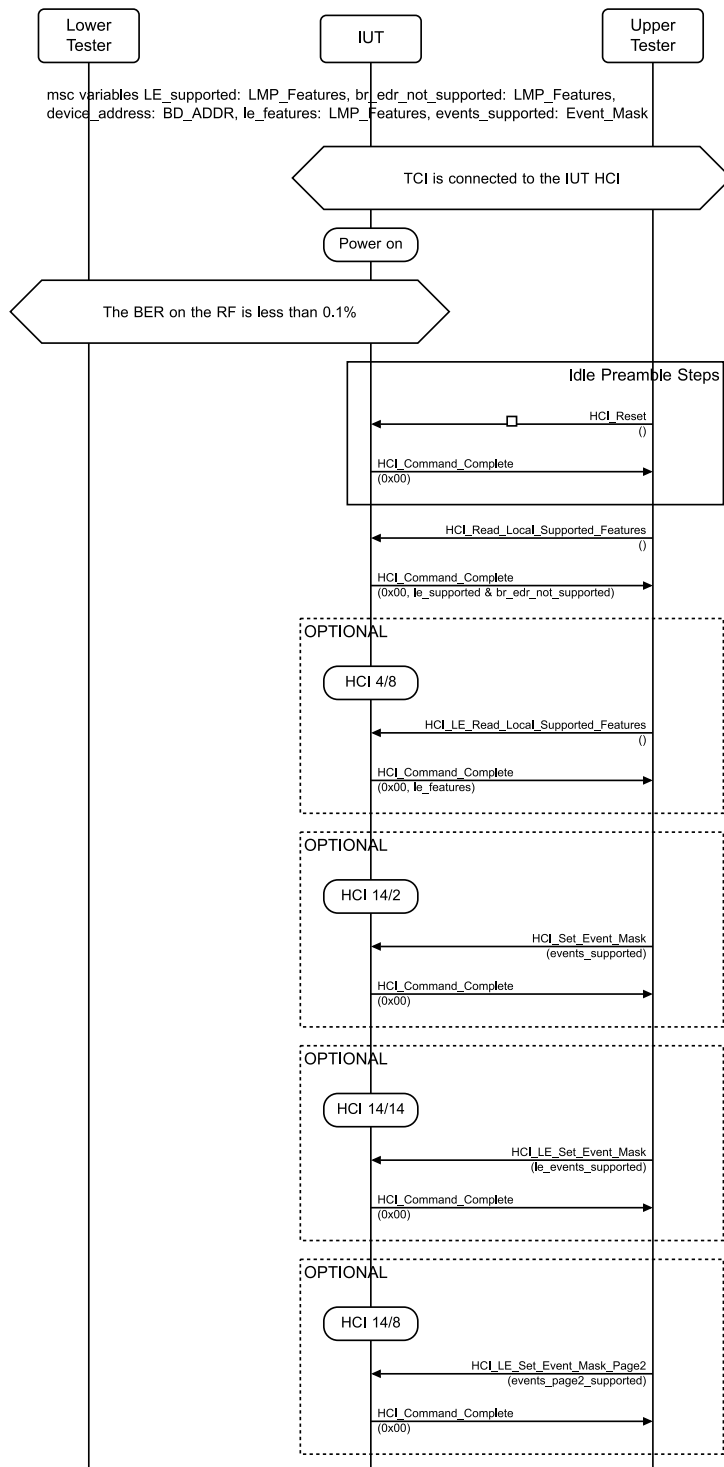 Lower
Tester
IUT
Upper
Tester
msc variables LE_supported: LMP_Features, br_edr_not_supported: LMP_Features,
device_address: BD_ADDR, le_features: LMP_Features, events_supported: Event_Mask
TCI is connected to the IUT HCI
Power on
The BER on the RF is less than 0.1%
Idle Preamble Steps
HCI_Reset
()
HCI_Command_Complete
(0x00)
HCI_Read_Local_Supported_Features
()
HCI_Command_Complete
(0x00, le_supported & br_edr_not_supported)
OPTIONAL
HCI 4/8
HCI_LE_Read_Local_Supported_Features
()
HCI_Command_Complete
(0x00, le_features)
OPTIONAL
HCI 14/2
HCI_Set_Event_Mask
(events_supported)
HCI_Command_Complete
(0x00)
OPTIONAL
HCI 14/14
HCI_LE_Set_Event_Mask
(le_events_supported)
HCI_Command_Complete
(0x00)
OPTIONAL
HCI 14/8
HCI_LE_Set_Event_Mask_Page2
(events_page2_supported)
HCI_Command_Complete
(0x00)